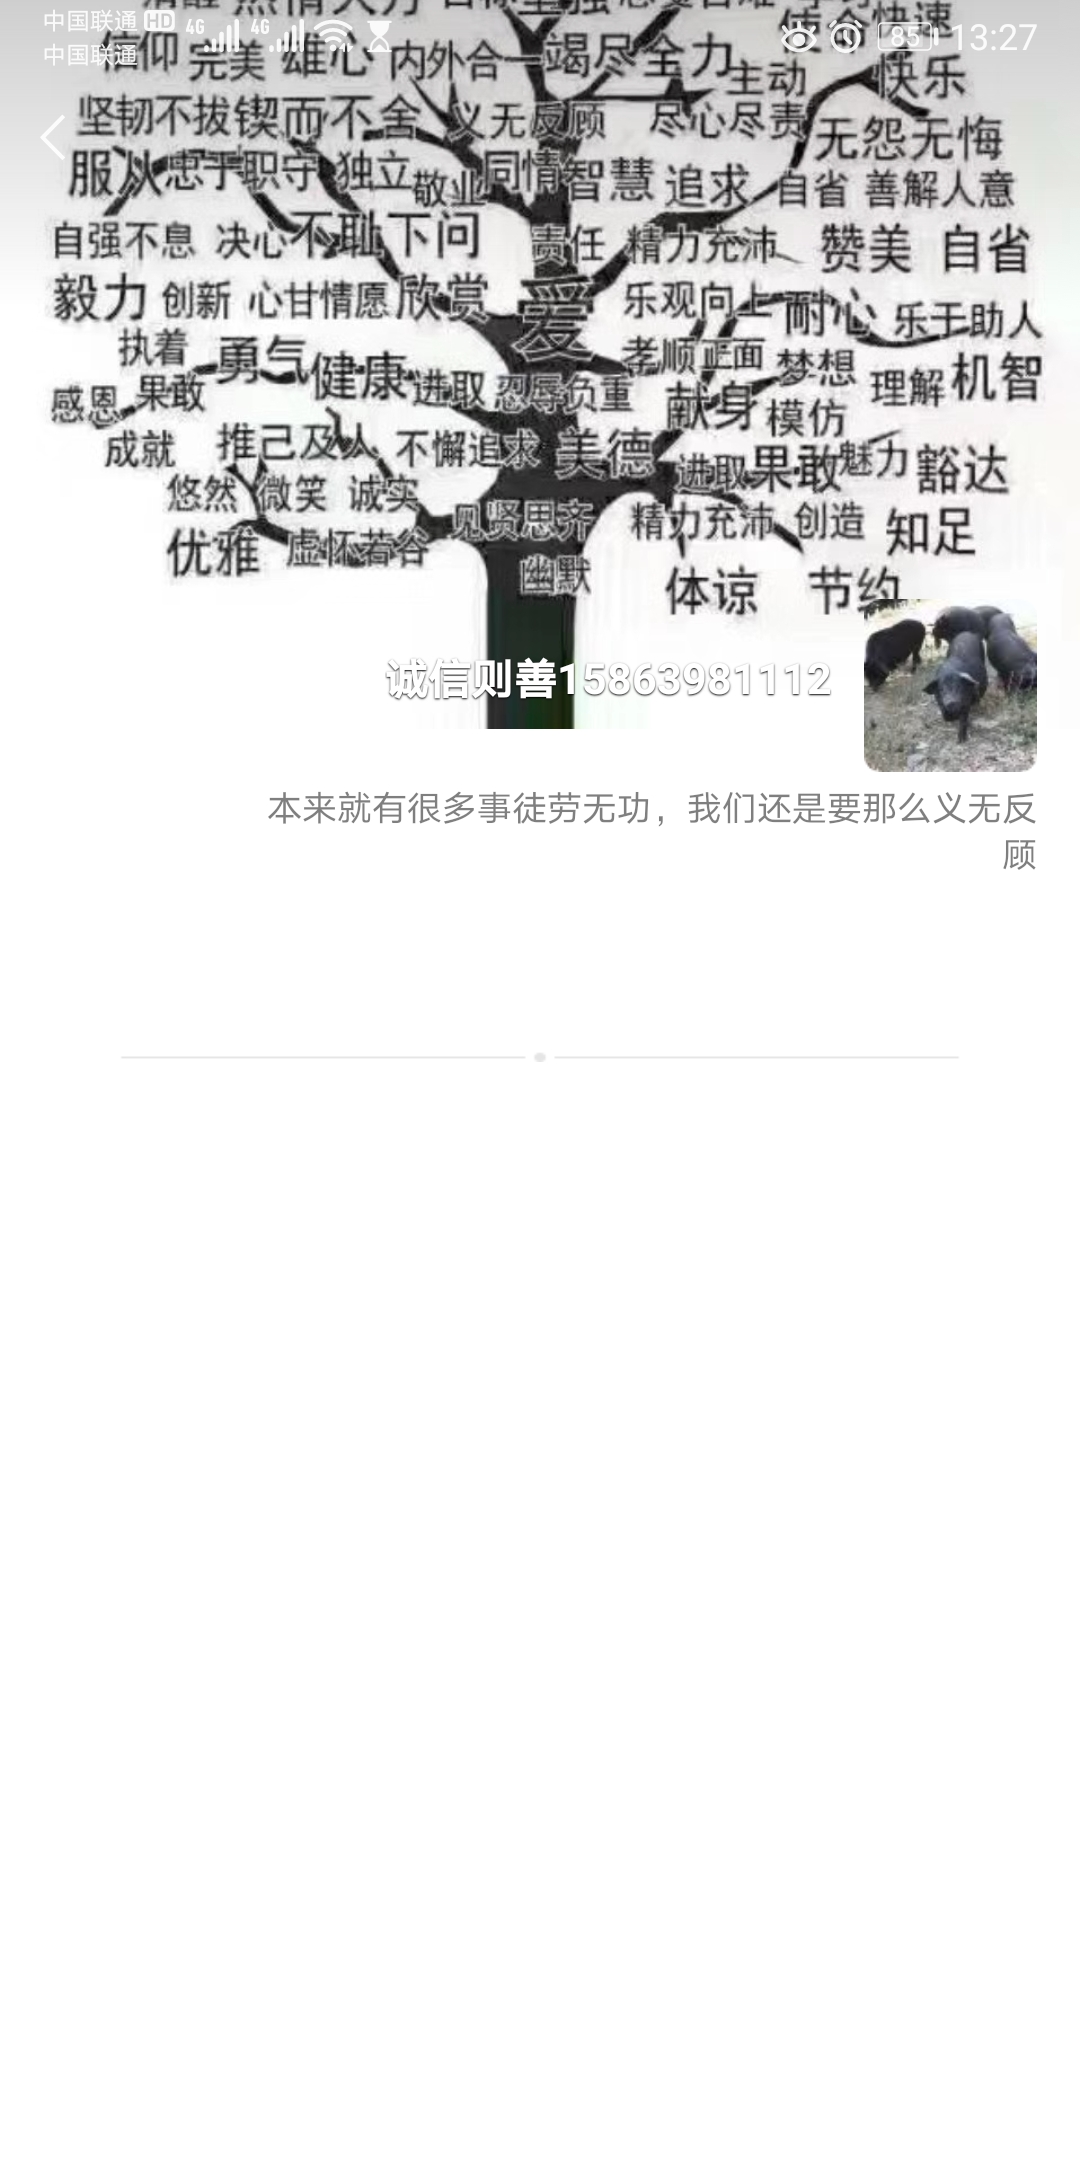 中国联通 HD 4G 4G 85 13:27
中国联通
快速
信仰 完美 雄心 内外合一 竭尽全力 主动 快乐
坚韧不拔 锲而不舍 义无反顾 尽心尽责 无怨无悔
服从 忠于职守 独立 敬业 同情 智慧 追求 自省 善解人意
自强不息 决心 不耻下问 责任 精力充沛 赞美 自省
毅力 创新 心甘情愿 欣赏 爱 乐观向上 耐心 乐于助人
执着 勇气 健康 进取 忍辱负重 孝顺 正面 梦想 理解 机智
感恩 果敢 献身 模仿
成就 推己及人 不懈追求 美德 进取 果敢 魅力 豁达
悠然 微笑 诚实 见贤思齐 精力充沛 创造 知足
优雅 虚怀若谷 幽默 体谅 节约
诚信则善15863981112
本来就有很多事徒劳无功，我们还是要那么义无反
顾